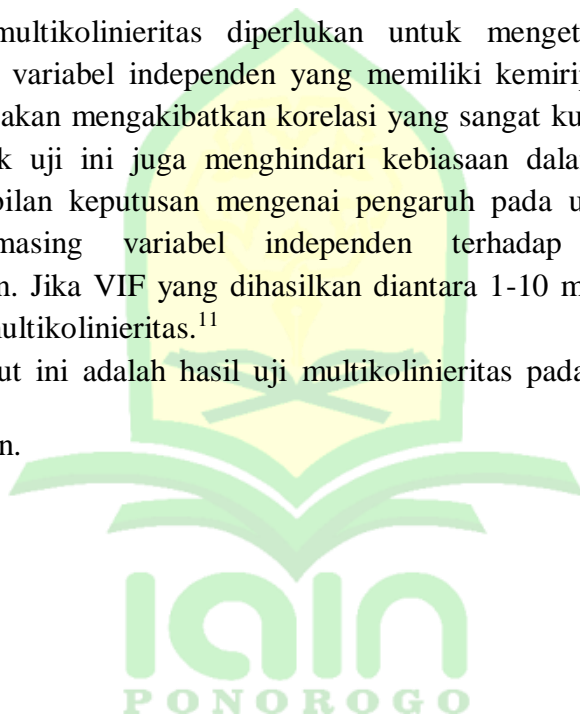 multikolinieritas diperlukan untuk menget
variabel independen yang memiliki kemirip
akan mengakibatkan korelasi yang sangat ku
k uji ini juga menghindari kebiasaan dala
bilan keputusan mengenai pengaruh pada u
masing variabel independen terhadap
n. Jika VIF yang dihasilkan diantara 1-10 m
multikolinieritas.11
ut ini adalah hasil uji multikolinieritas pada
n.
iain
PONOROGO